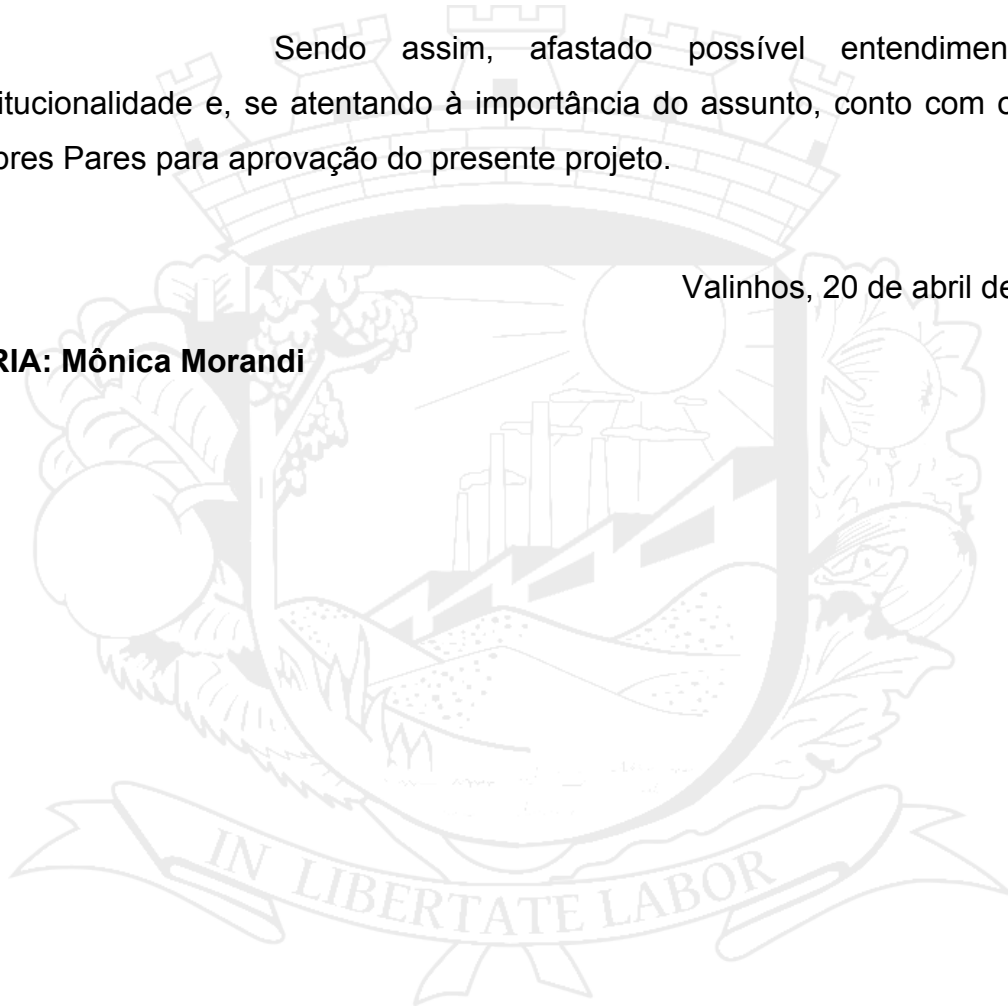 Sendo assim, afastado possível entendimen
itucionalidade e, se atentando à importância do assunto, conto com o
ores Pares para aprovação do presente projeto.
Valinhos, 20 de abril de
RIA: Mônica Morandi
IN LIBERTATE LABOR